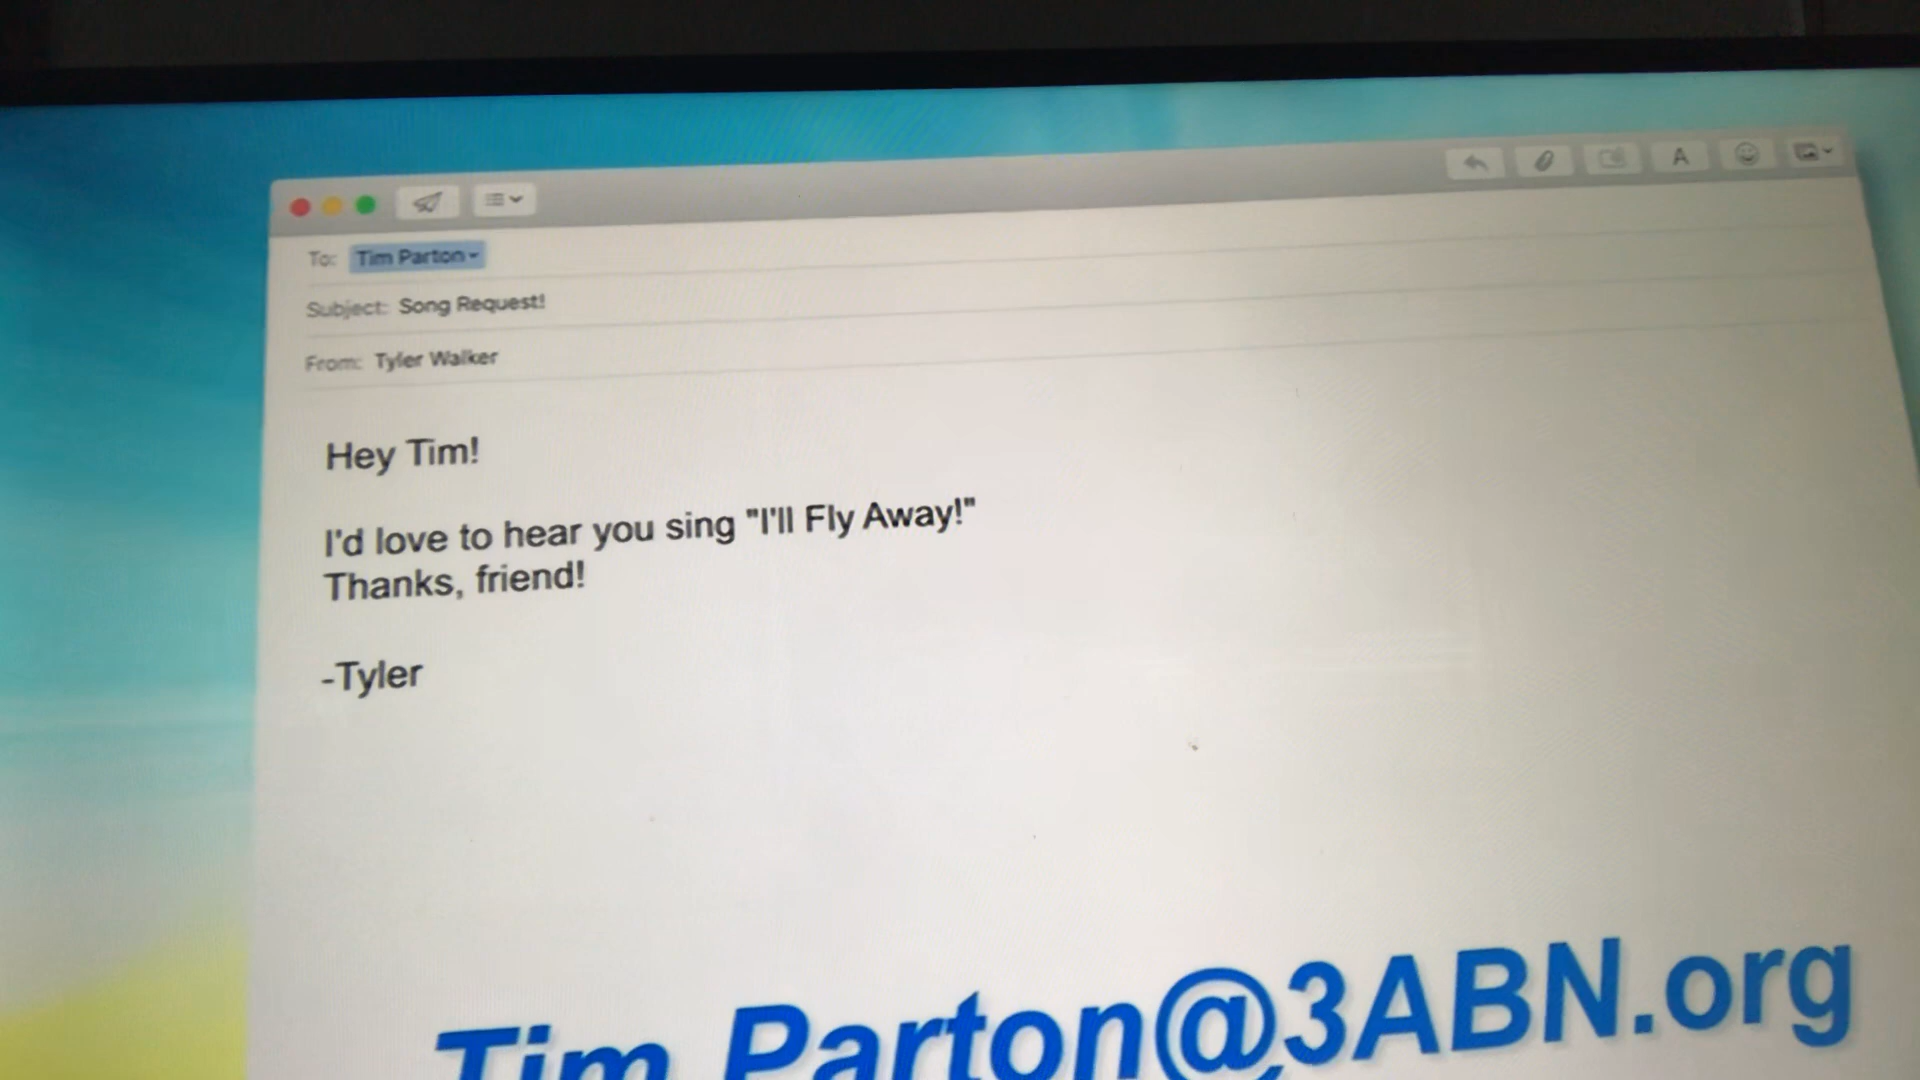 To: Tim Parton
Subject: Song Request!
From: Tyler Walker
Hey Tim!
I'd love to hear you sing "I'll Fly Away!"
Thanks, friend!
-Tyler
Tim Parton@3ABN.org